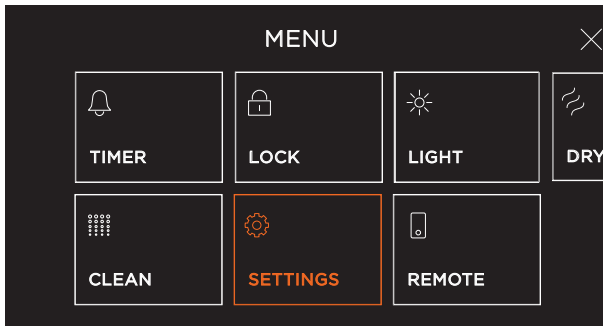 MENU
TIMER
LOCK
LIGHT
DRY
CLEAN
SETTINGS
REMOTE